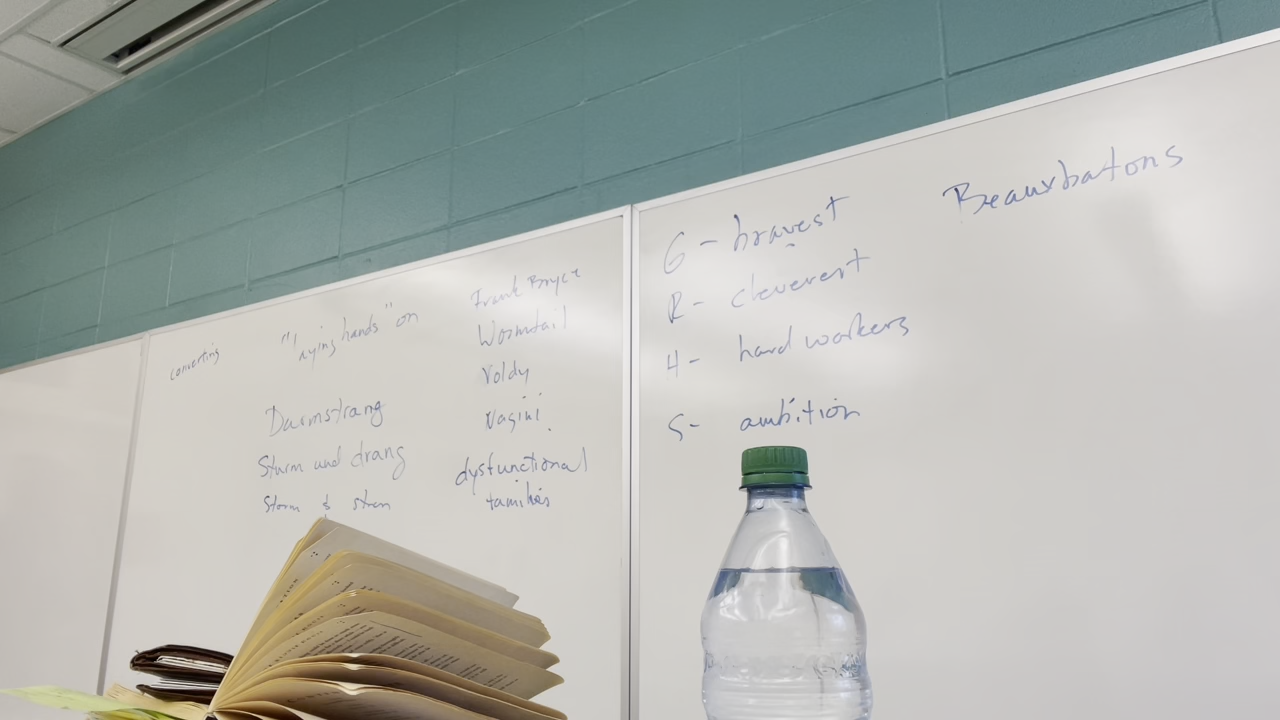 converting
"laying hands" on
Durmstrang
Sturm und drang
Storm & stress
Frank Bryce
Wormtail
Voldy
Nagini
dysfunctional
families
G - bravest
R - cleverest
H - hard workers
S - ambition
Beauxbatons